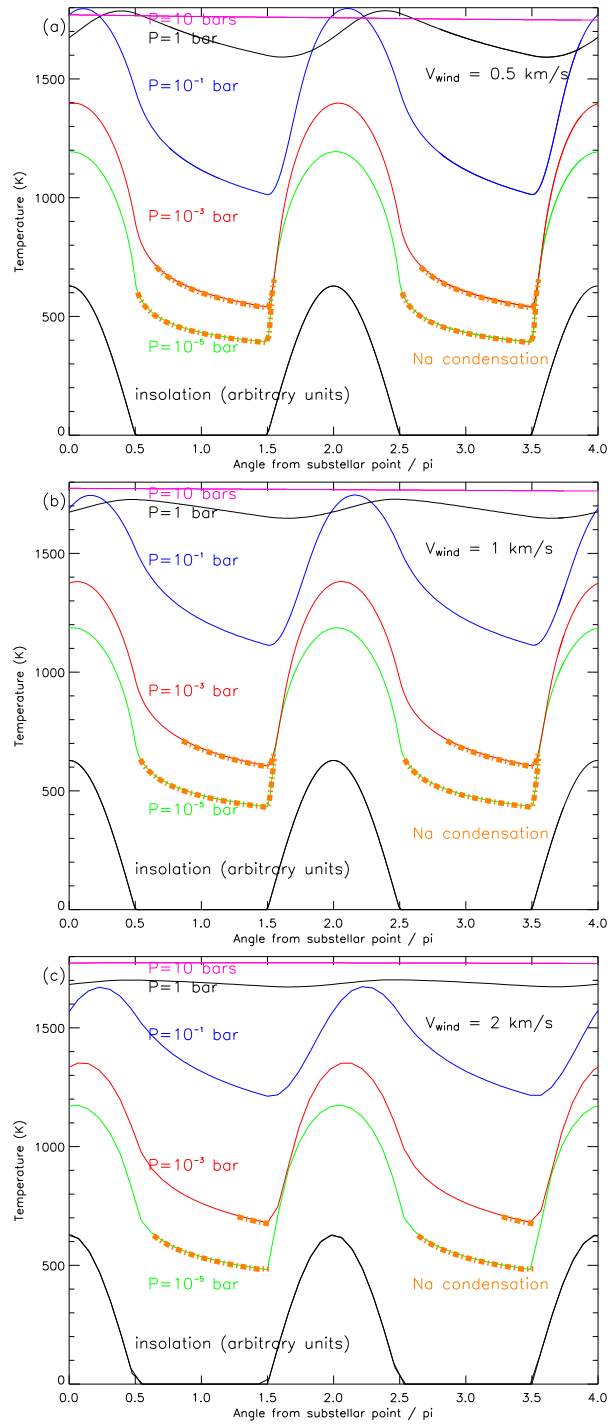 (a)
P=10 bars
P=1 bar
P=10⁻¹ bar
V_wind = 0.5 km/s
P=10⁻³ bar
P=10⁻⁵ bar
Na condensation
insolation (arbitrary units)
Temperature (K)
1500
1000
500
0
0.0 0.5 1.0 1.5 2.0 2.5 3.0 3.5 4.0
Angle from substellar point / pi
(b)
P=10 bars
P=1 bar
P=10⁻¹ bar
V_wind = 1 km/s
P=10⁻³ bar
P=10⁻⁵ bar
Na condensation
insolation (arbitrary units)
Temperature (K)
1500
1000
500
0
0.0 0.5 1.0 1.5 2.0 2.5 3.0 3.5 4.0
Angle from substellar point / pi
(c)
P=10 bars
P=1 bar
P=10⁻¹ bar
V_wind = 2 km/s
P=10⁻³ bar
P=10⁻⁵ bar
Na condensation
insolation (arbitrary units)
Temperature (K)
1500
1000
500
0
0.0 0.5 1.0 1.5 2.0 2.5 3.0 3.5 4.0
Angle from substellar point / pi